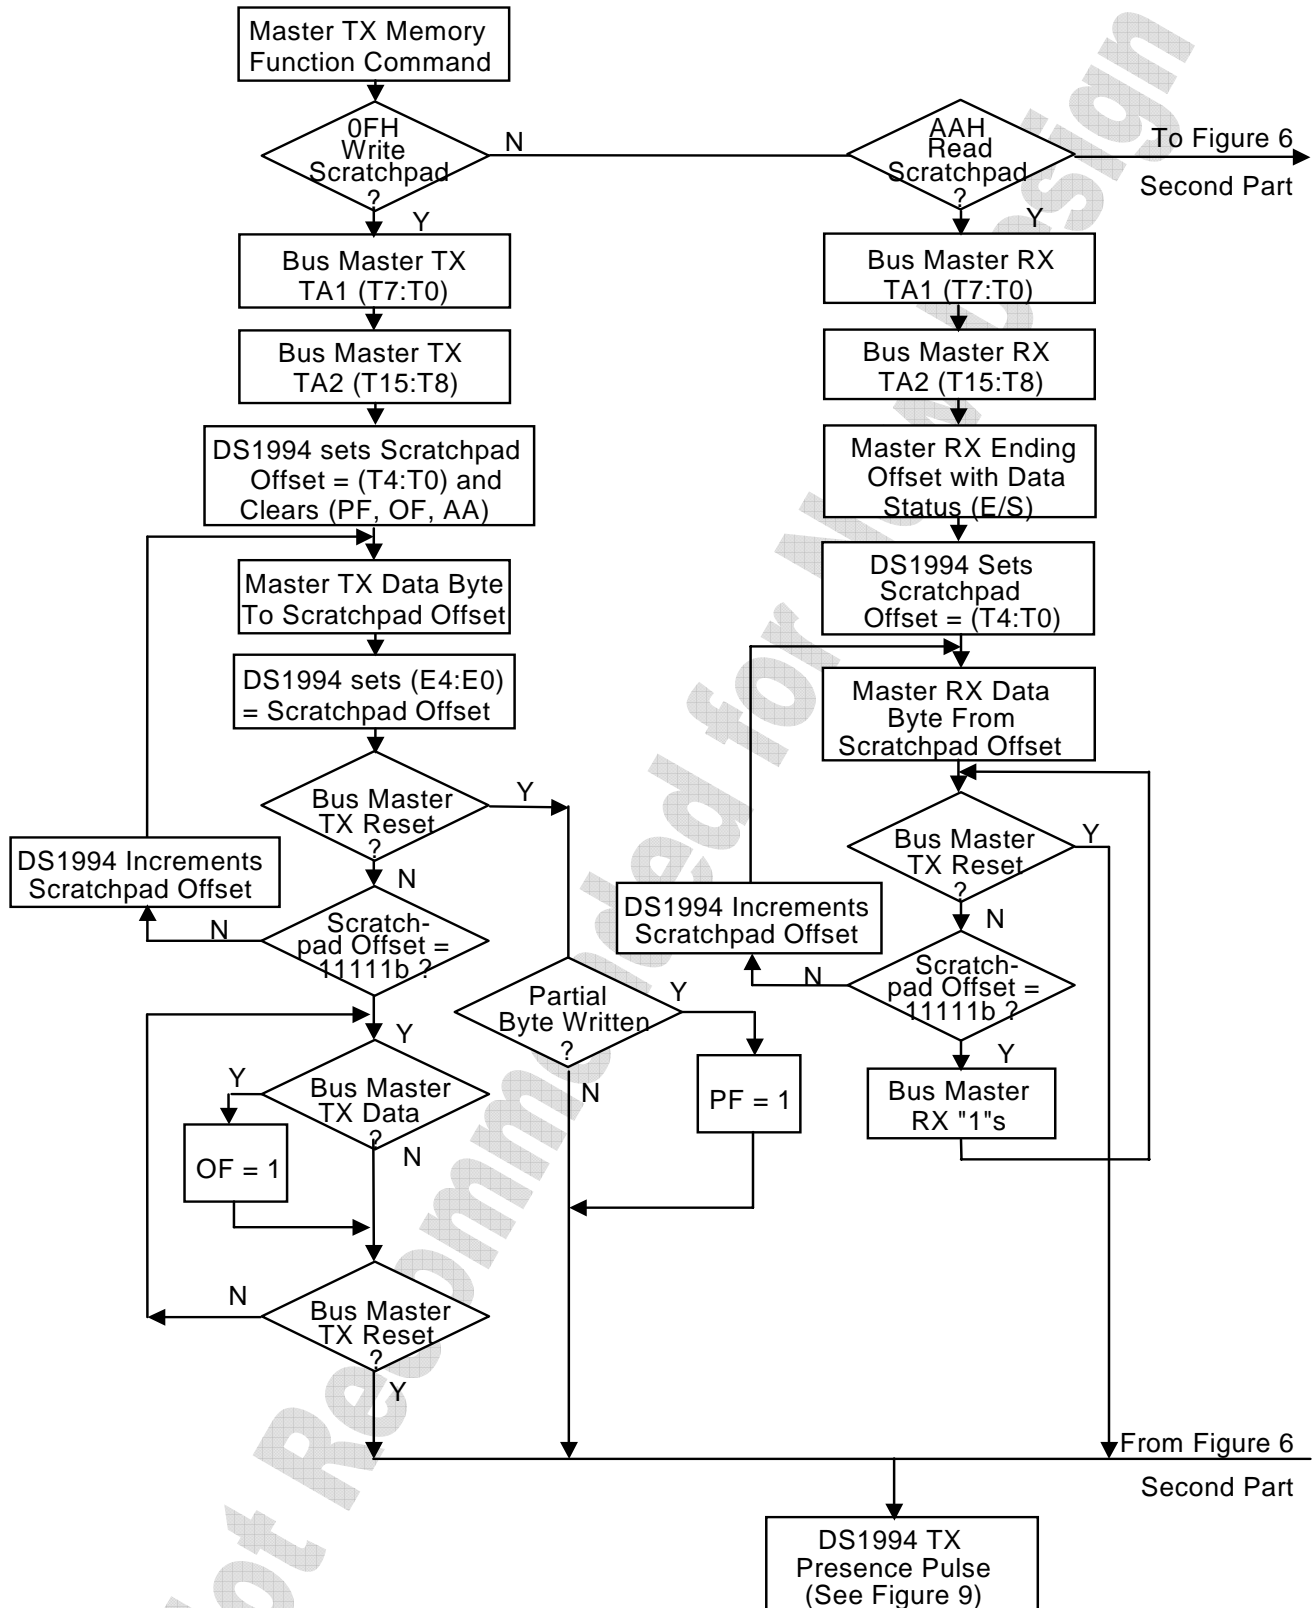 Master TX Memory
Function Command
0FH
Write
Scratchpad
?
N
Y
AAH
Read
Scratchpad
?
Y
To Figure 6
Second Part
Bus Master TX
TA1 (T7:T0)
Bus Master TX
TA2 (T15:T8)
DS1994 sets Scratchpad
Offset = (T4:T0) and
Clears (PF, OF, AA)
Master TX Data Byte
To Scratchpad Offset
DS1994 sets (E4:E0)
= Scratchpad Offset
Bus Master
TX Reset
?
Y
N
DS1994 Increments
Scratchpad Offset
Scratch-
pad Offset =
11111b ?
N
Y
Bus Master
TX Data
?
Y
N
OF = 1
Bus Master
TX Reset
?
N
Y
Partial
Byte Written
?
Y
N
PF = 1
Bus Master RX
TA1 (T7:T0)
Bus Master RX
TA2 (T15:T8)
Master RX Ending
Offset with Data
Status (E/S)
DS1994 Sets
Scratchpad
Offset = (T4:T0)
Master RX Data
Byte From
Scratchpad Offset
Bus Master
TX Reset
?
Y
N
DS1994 Increments
Scratchpad Offset
Scratch-
pad Offset =
11111b ?
N
Y
Bus Master
RX "1"s
From Figure 6
Second Part
DS1994 TX
Presence Pulse
(See Figure 9)
ot Recommended for New Design